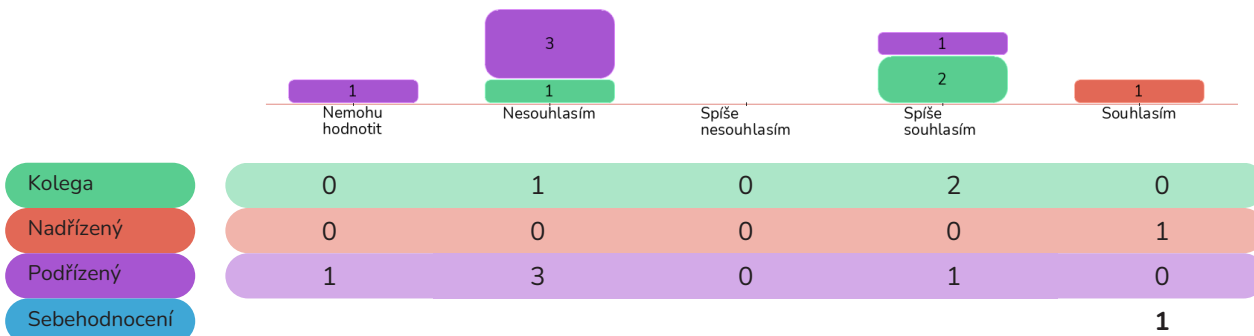 3
1
1
1
2
1
Nemohu
hodnotit
Nesouhlasím
Spíše
nesouhlasím
Spíše
souhlasím
Souhlasím
Kolega 0 1 0 2 0
Nadřízený 0 0 0 0 1
Podřízený 1 3 0 1 0
Sebehodnocení 1